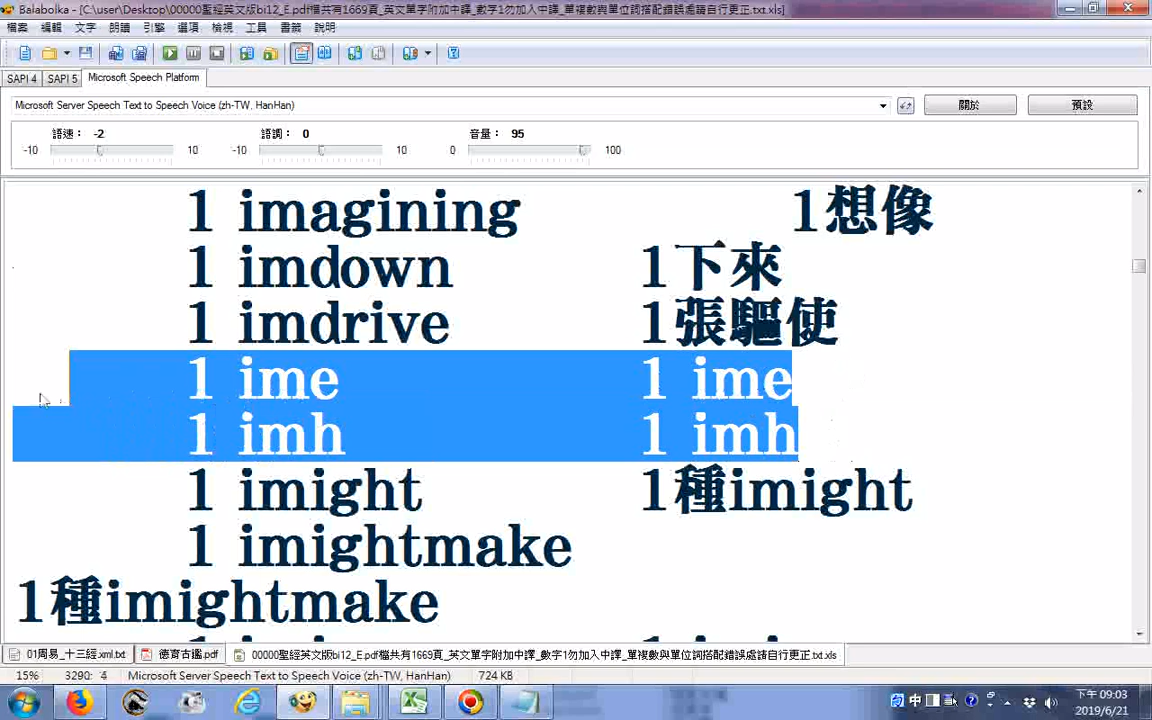 Balabolka - [C:\user\Desktop\00000聖經英文版bi12_E.pdf檔共有1669頁_英文單字附加中譯_數字1勿加入中譯_單複數與單位詞搭配錯誤處請自行更正.txt.xls]
檔案 編輯 文字 朗讀 引擎 選項 檢視 工具 書籤 說明
SAPI 4 SAPI 5 Microsoft Speech Platform
Microsoft Server Speech Text to Speech Voice (zh-TW, HanHan) 關於 預設
語速： -2 語調： 0 音量： 95
-10 10 -10 10 0 100
1 imagining 1想像
1 imdown 1下來
1 imdrive 1張驅使
1 ime 1 ime
1 imh 1 imh
1 imight 1種imight
1 imightmake
1種imightmake
01周易_十三經.xml.txt 德育古鑑.pdf 00000聖經英文版bi12_E.pdf檔共有1669頁_英文單字附加中譯_數字1勿加入中譯_單複數與單位詞搭配錯誤處請自行更正.txt.xls
15% 3290: 4 Microsoft Server Speech Text to Speech Voice (zh-TW, HanHan) 724 KB
中 下午 09:03
2019/6/21